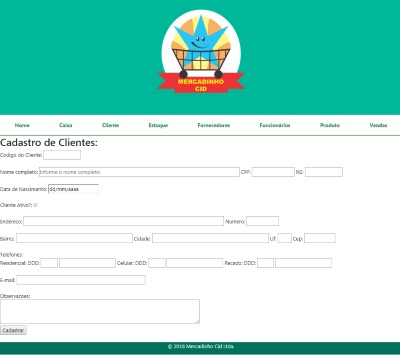 MERCADINHO
CID
Home Caixa Cliente Estoque Fornecedores Funcionários Produto Vendas
Cadastro de Clientes:
Codigo do Cliente:
Nome completo: Informe o nome completo! CPF: RG:
Data de Nascimento: dd/mm/aaaa
Cliente Ativo?:
Endereco: Numero:
Bairro: Cidade: Uf: Cep:
Telefones:
Residencial: DDD: Celular: DDD: Recado: DDD:
E-mail:
Observacoes:
Cadastrar
© 2018 Mercadinho Cid Ltda.